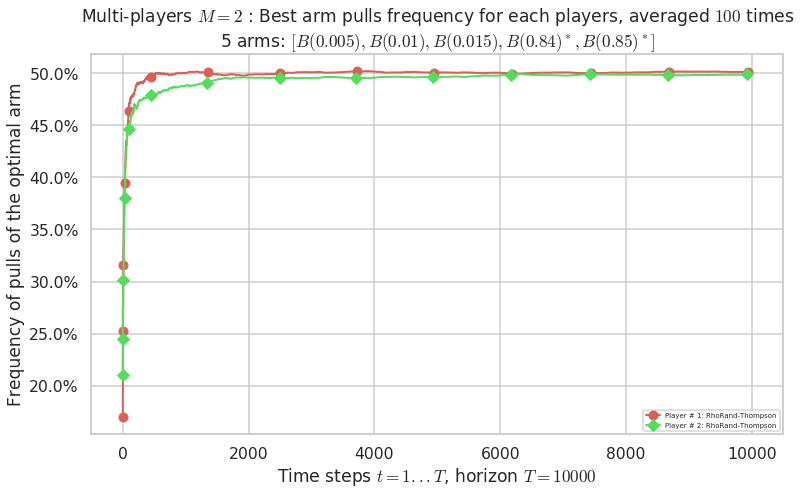 Multi-players M = 2 : Best arm pulls frequency for each players, averaged 100 times
5 arms: [B(0.005), B(0.01), B(0.015), B(0.84)*, B(0.85)*]
Frequency of pulls of the optimal arm
50.0%
45.0%
40.0%
35.0%
30.0%
25.0%
20.0%
Player # 1: RhoRand-Thompson
Player # 2: RhoRand-Thompson
0 2000 4000 6000 8000 10000
Time steps t = 1...T, horizon T = 10000